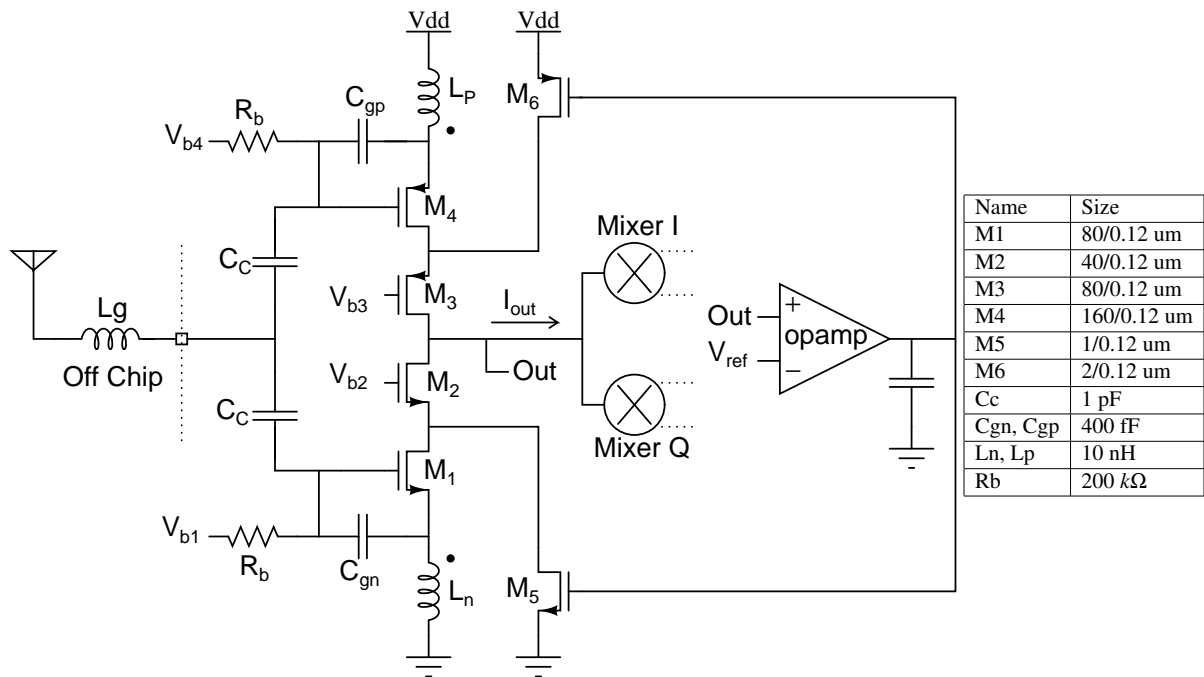 Vdd
Vdd
L_P
C_gp
M_6
R_b
V_b4
M_4
Name Size
M1 80/0.12 um
M2 40/0.12 um
M3 80/0.12 um
M4 160/0.12 um
M5 1/0.12 um
M6 2/0.12 um
Cc 1 pF
Cgn, Cgp 400 fF
Ln, Lp 10 nH
Rb 200 kΩ
Mixer I
C_C
M_3
V_b3
I_out
Lg
Off Chip
Out
+
opamp
V_ref
−
V_b2
M_2
Out
C_C
Mixer Q
M_1
V_b1
R_b
C_gn
L_n
M_5